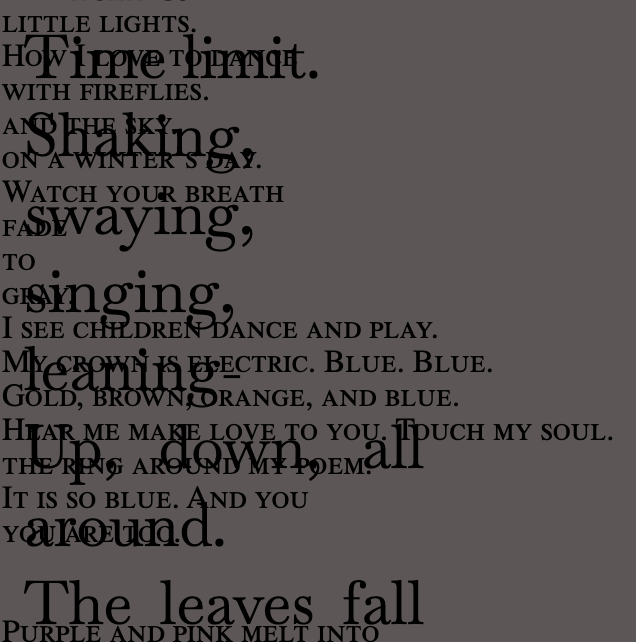 LITTLE LIGHTS.
HOW I LOVE TO DANCE
WITH FIREFLIES.
AND THE SKY.
ON A WINTER'S DAY.
WATCH YOUR BREATH
FADE
TO
GRAY.
I SEE CHILDREN DANCE AND PLAY.
MY CROWN IS ELECTRIC. BLUE. BLUE.
GOLD, BROWN, ORANGE, AND BLUE.
HEAR ME MAKE LOVE TO YOU. TOUCH MY SOUL.
THE RING AROUND MY POEM.
IT IS SO BLUE. AND YOU
YOU ARE TOO.
PURPLE AND PINK MELT INTO
Time limit.
Shaking,
swaying,
singing,
leaning-
Up, down, all
around.
The leaves fall